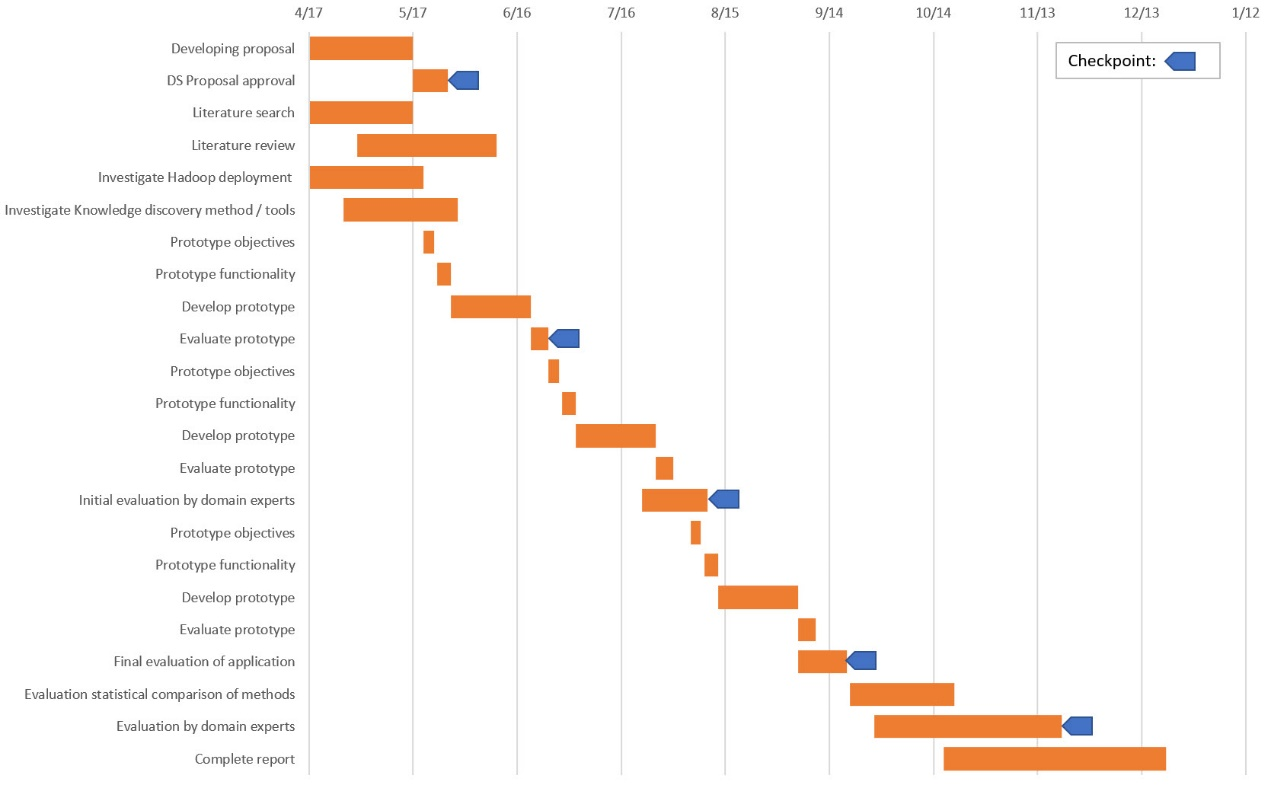 4/17 5/17 6/16 7/16 8/15 9/14 10/14 11/13 12/13 1/12
Checkpoint:
Developing proposal
DS Proposal approval
Literature search
Literature review
Investigate Hadoop deployment
Investigate Knowledge discovery method / tools
Prototype objectives
Prototype functionality
Develop prototype
Evaluate prototype
Prototype objectives
Prototype functionality
Develop prototype
Evaluate prototype
Initial evaluation by domain experts
Prototype objectives
Prototype functionality
Develop prototype
Evaluate prototype
Final evaluation of application
Evaluation statistical comparison of methods
Evaluation by domain experts
Complete report